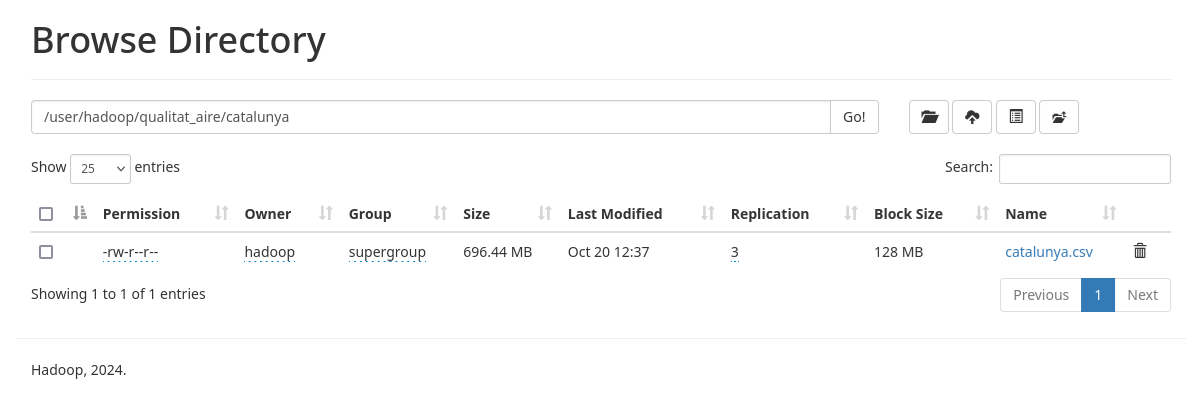 Browse Directory
/user/hadoop/qualitat_aire/catalunya Go!
Show 25 entries Search:
Permission Owner Group Size Last Modified Replication Block Size Name
-rw-r--r-- hadoop supergroup 696.44 MB Oct 20 12:37 3 128 MB catalunya.csv
Showing 1 to 1 of 1 entries Previous 1 Next
Hadoop, 2024.